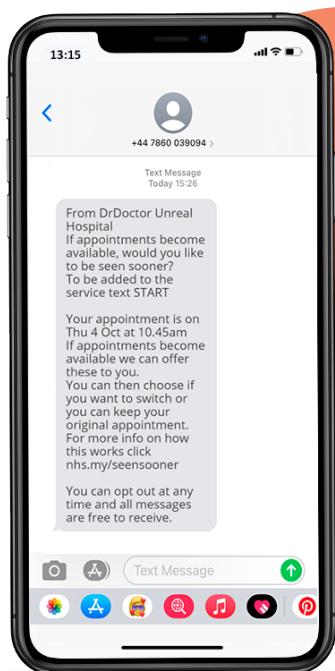 13:15
+44 7860 039094
Text Message
Today 15:26
From DrDoctor Unreal
Hospital
If appointments become
available, would you like
to be seen sooner?
To be added to the
service text START
Your appointment is on
Thu 4 Oct at 10.45am
If appointments become
available we can offer
these to you.
You can then choose if
you want to switch or
you can keep your
original appointment.
For more info on how
this works click
nhs.my/seensooner
You can opt out at any
time and all messages
are free to receive.
Text Message